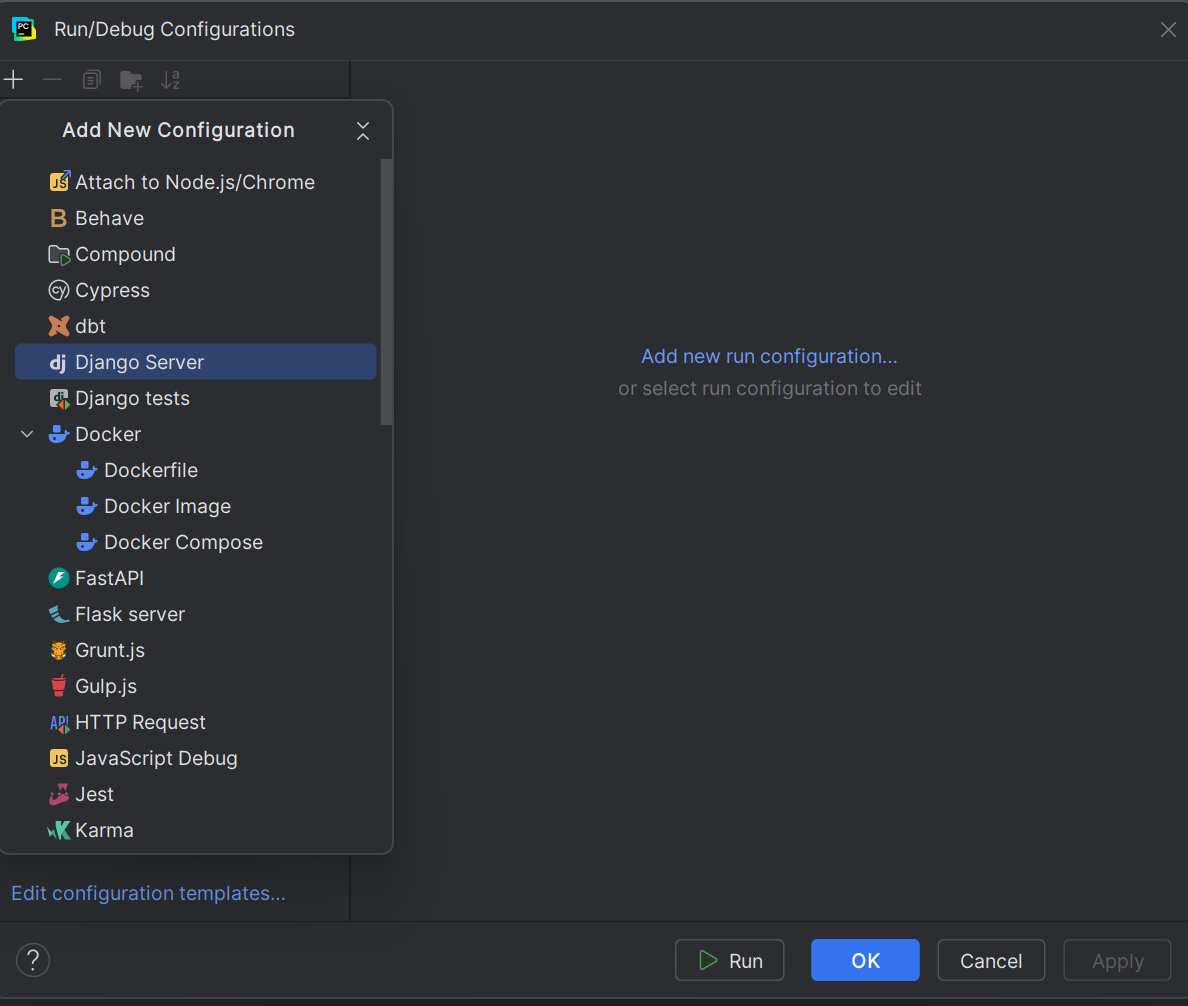 Run/Debug Configurations
Add New Configuration
Attach to Node.js/Chrome
Behave
Compound
Cypress
dbt
Django Server
Django tests
Docker
Dockerfile
Docker Image
Docker Compose
FastAPI
Flask server
Grunt.js
Gulp.js
HTTP Request
JavaScript Debug
Jest
Karma
Add new run configuration...
or select run configuration to edit
Edit configuration templates...
? Run OK Cancel Apply